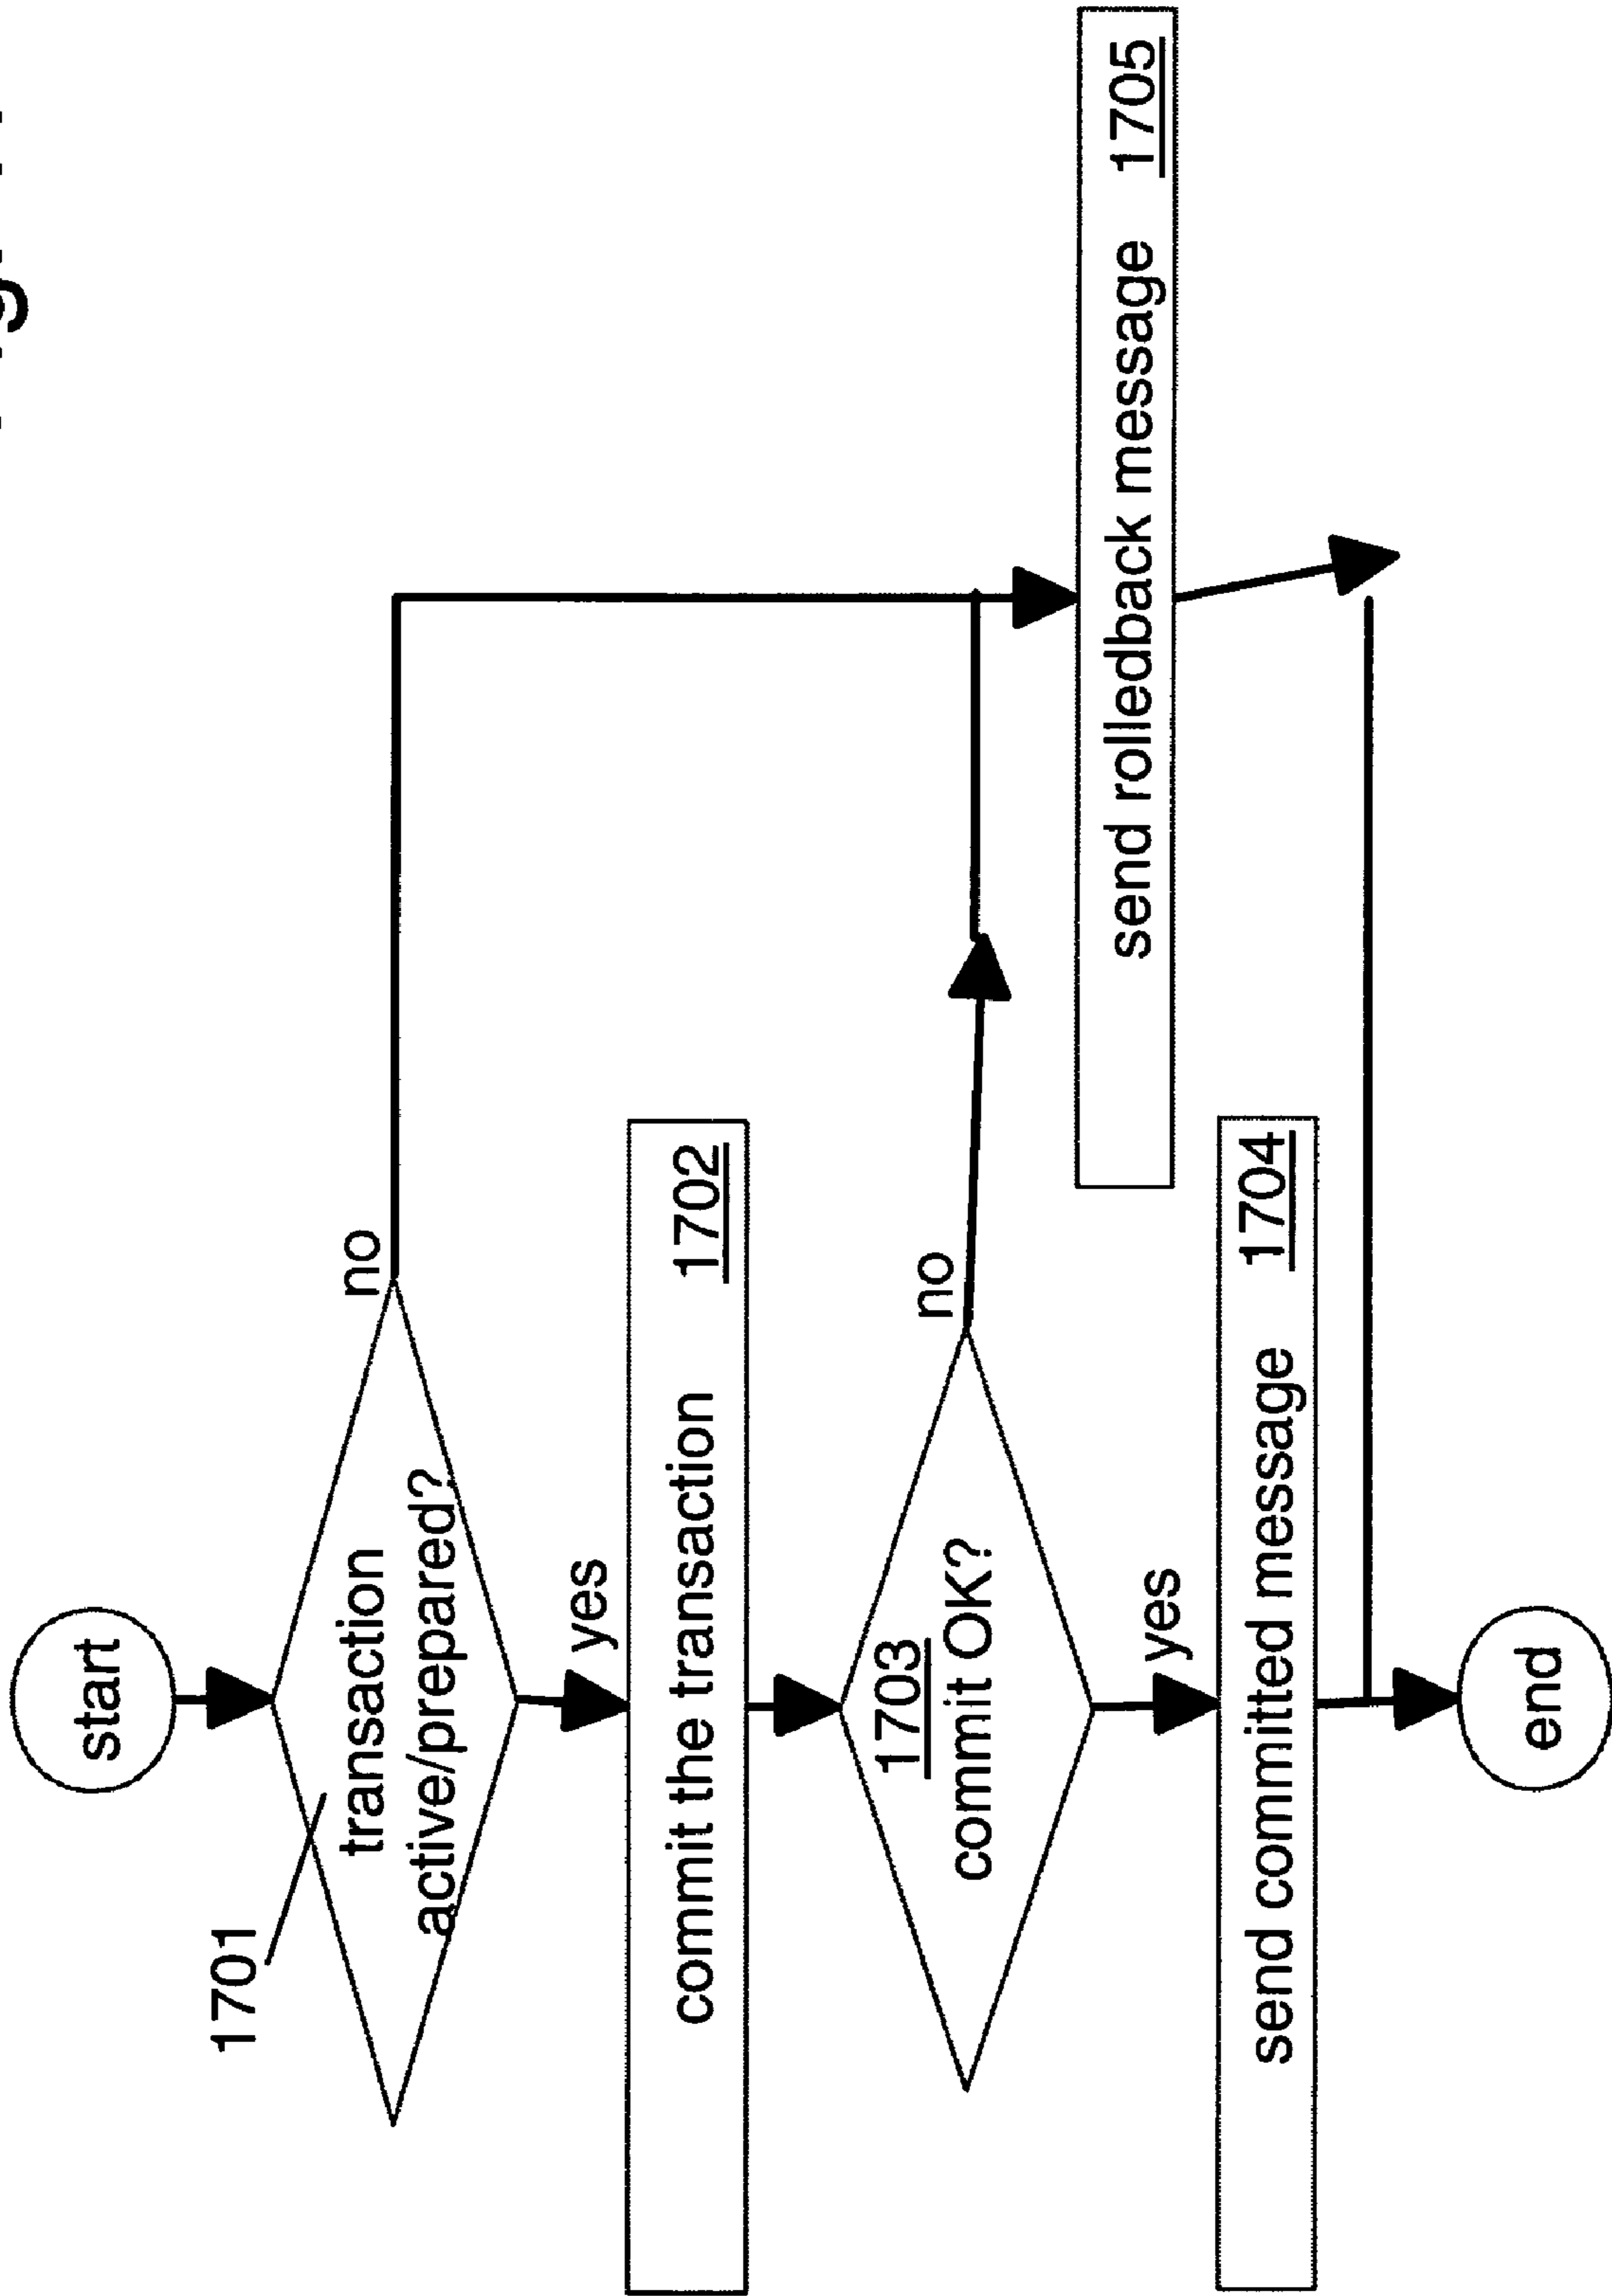 start
1701
transaction
active/prepared?
no
yes
commit the transaction 1702
1703
commit OK?
no
yes
send rolledback message 1705
send committed message 1704
end